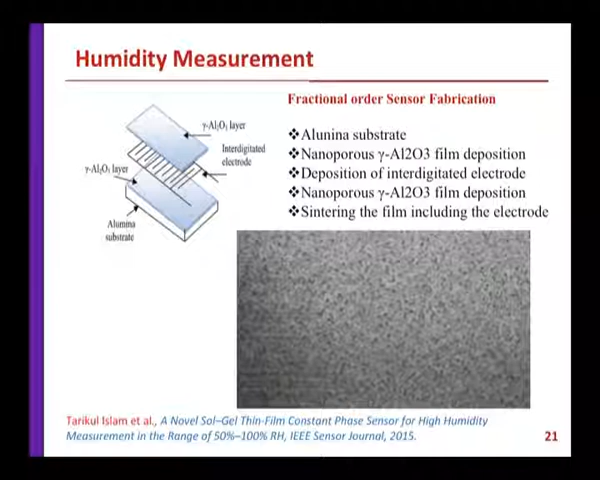 Humidity Measurement
Fractional order Sensor Fabrication
γ-Al₂O₃ layer
Interdigitated
electrode
γ-Al₂O₃ layer
Alumina
substrate
❖Alunina substrate
❖Nanoporous γ-Al2O3 film deposition
❖Deposition of interdigitated electrode
❖Nanoporous γ-Al2O3 film deposition
❖Sintering the film including the electrode
Tarikul Islam et al., A Novel Sol–Gel Thin-Film Constant Phase Sensor for High Humidity
Measurement in the Range of 50%–100% RH, IEEE Sensor Journal, 2015.
21